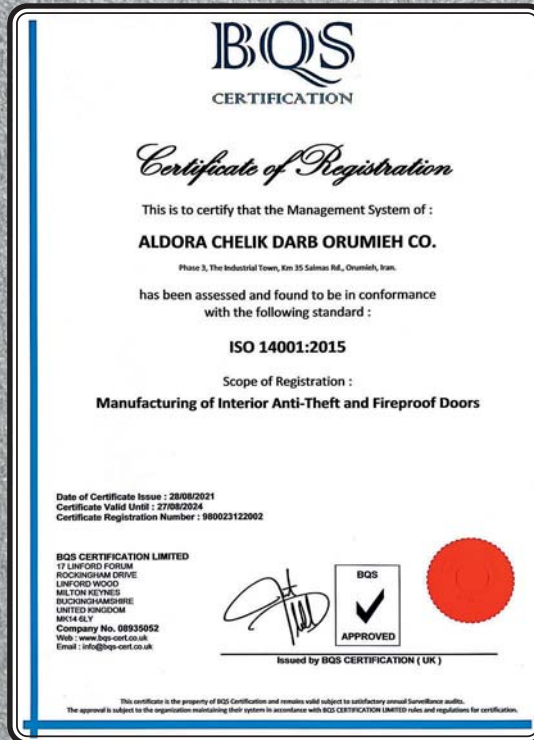 BQS
CERTIFICATION
Certificate of Registration
This is to certify that the Management System of :
ALDORA CHELIK DARB ORUMIEH CO.
Phase 3, The Industrial Town, Km 35 Salmas Rd., Orumieh, Iran.
has been assessed and found to be in conformance
with the following standard :
ISO 14001:2015
Scope of Registration :
Manufacturing of Interior Anti-Theft and Fireproof Doors
Date of Certificate Issue : 28/08/2021
Certificate Valid Until : 27/08/2024
Certificate Registration Number : 980023122002
BQS CERTIFICATION LIMITED
17 LINFORD FORUM
ROCKINGHAM DRIVE
LINFORD WOOD
MILTON KEYNES
BUCKINGHAMSHIRE
UNITED KINGDOM
MK14 6LY
Company No. 08935052
Web : www.bqs-cert.co.uk
Email : info@bqs-cert.co.uk
BQS
APPROVED
Issued by BQS CERTIFICATION ( UK )
This certificate is the property of BQS Certification and remains valid subject to satisfactory annual Surveillance audits.
The approval is subject to the organization maintaining their system in accordance with BQS CERTIFICATION LIMITED rules and regulations for certification.